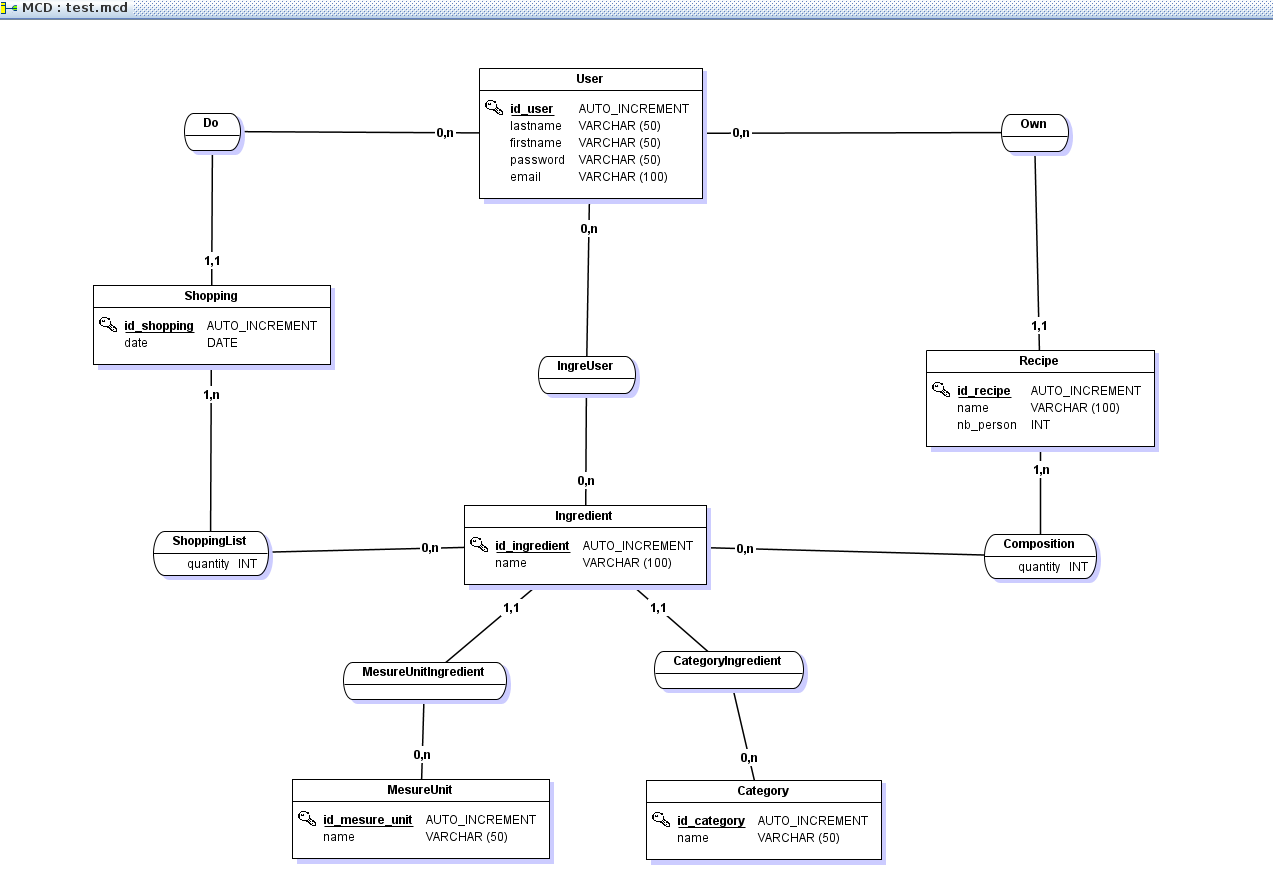 MCD : test.mcd
User
id_user AUTO_INCREMENT
lastname VARCHAR (50)
firstname VARCHAR (50)
password VARCHAR (50)
email VARCHAR (100)
Do
0,n
0,n
Own
0,n
1,1
1,1
Shopping
id_shopping AUTO_INCREMENT
date DATE
1,n
IngreUser
0,n
Recipe
id_recipe AUTO_INCREMENT
name VARCHAR (100)
nb_person INT
1,n
ShoppingList
quantity INT
0,n
Ingredient
id_ingredient AUTO_INCREMENT
name VARCHAR (100)
0,n
Composition
quantity INT
1,1
1,1
MesureUnitIngredient
CategoryIngredient
0,n
0,n
MesureUnit
id_mesure_unit AUTO_INCREMENT
name VARCHAR (50)
Category
id_category AUTO_INCREMENT
name VARCHAR (50)